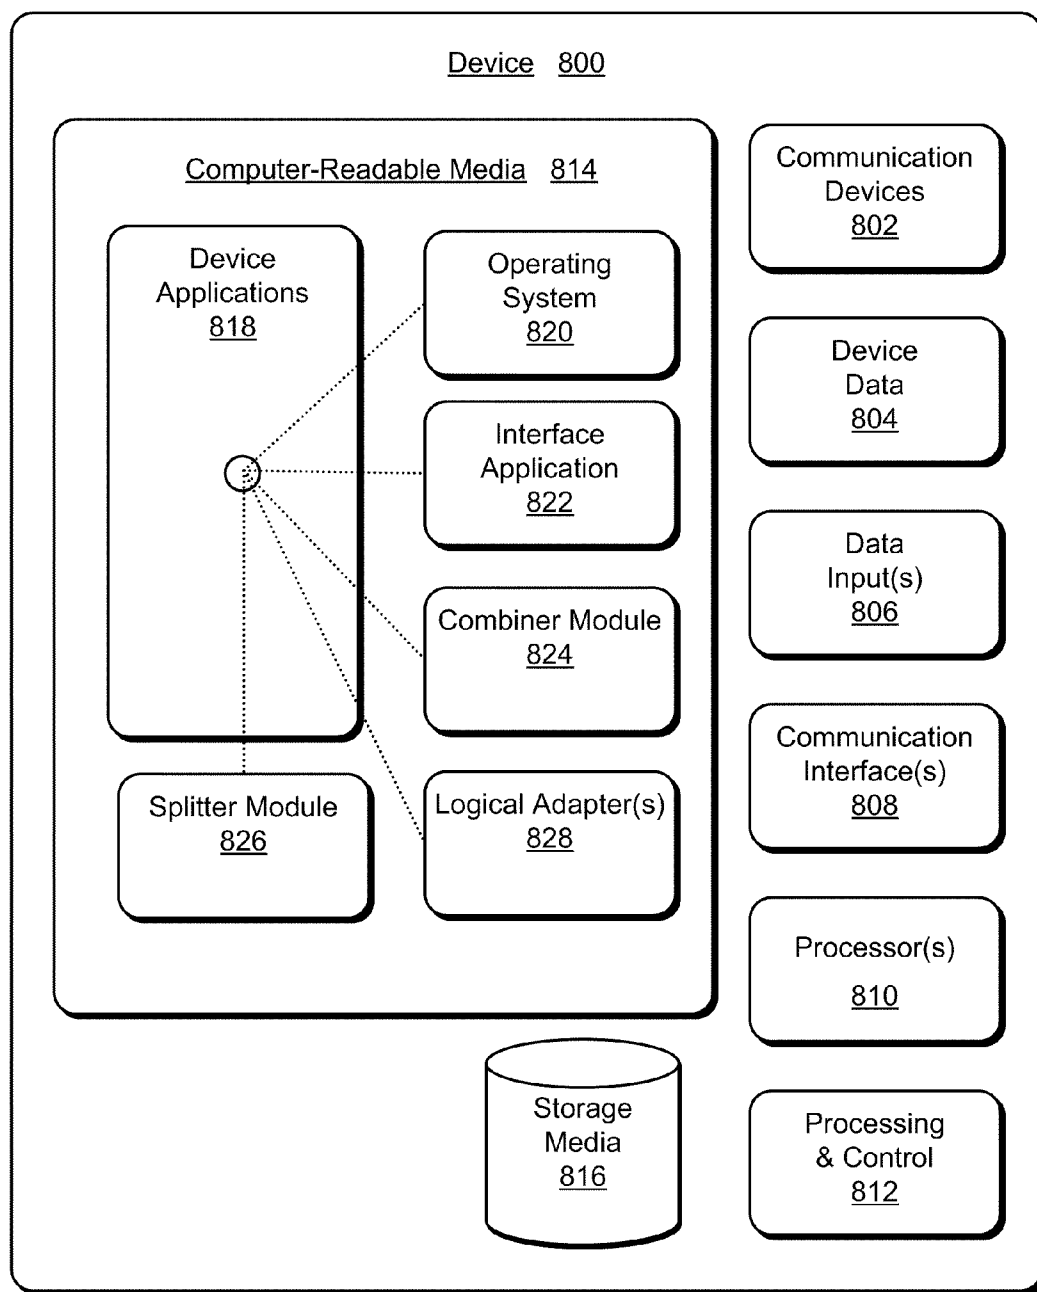 Device 800
Computer-Readable Media 814
Device
Applications
818
Operating
System
820
Interface
Application
822
Combiner Module
824
Splitter Module
826
Logical Adapter(s)
828
Storage
Media
816
Communication
Devices
802
Device
Data
804
Data
Input(s)
806
Communication
Interface(s)
808
Processor(s)
810
Processing
& Control
812